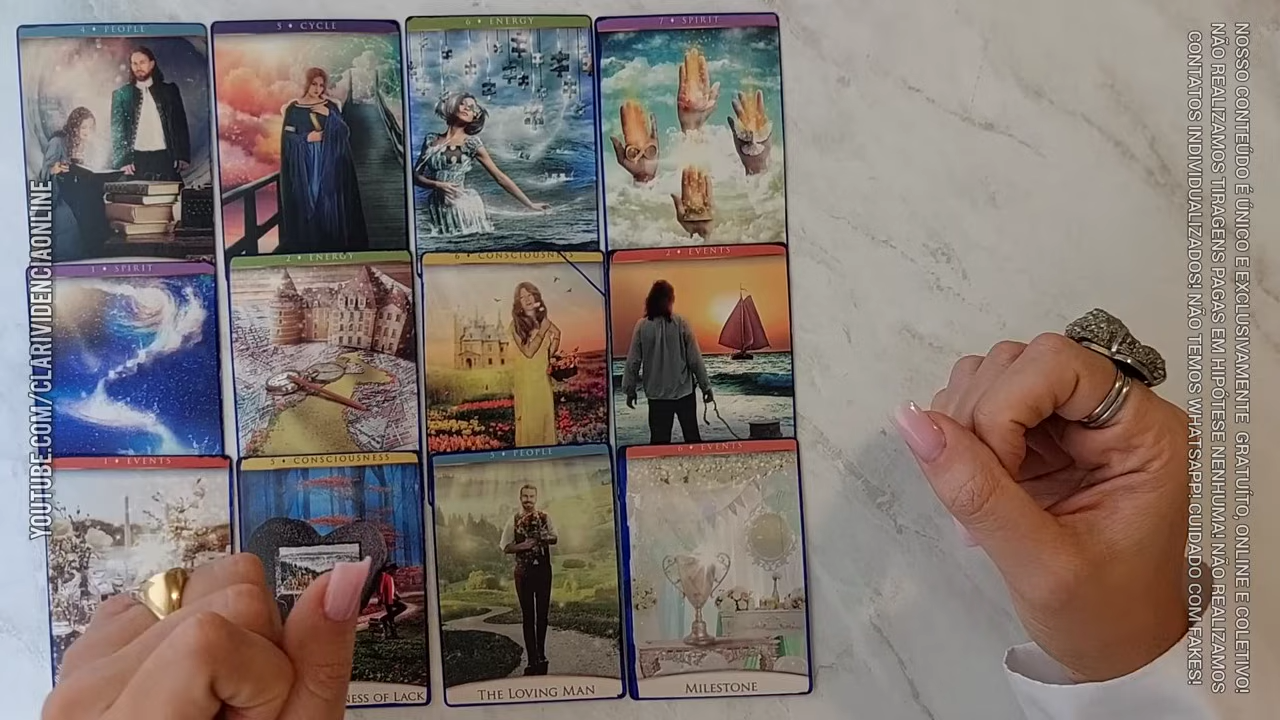 4 • PEOPLE
5 • CYCLE
6 • ENERGY
7 • SPIRIT
1 • SPIRIT
2 • ENERGY
6 • CONSCIOUSNESS
2 • EVENTS
1 • EVENTS
5 • CONSCIOUSNESS
5 • PEOPLE
6 • EVENTS
NESS OF LACK
THE LOVING MAN
MILESTONE
YOUTUBE.COM/CLARIVIDENCIAONLINE
NOSSO CONTEÚDO É ÚNICO E EXCLUSIVAMENTE GRATUÍTO, ONLINE E COLETIVO!
NÃO REALIZAMOS TIRAGENS PAGAS EM HIPÓTESE NENHUMA! NÃO REALIZAMOS
CONTATOS INDIVIDUALIZADOS! NÃO TEMOS WHATSAPP! CUIDADO COM FAKES!